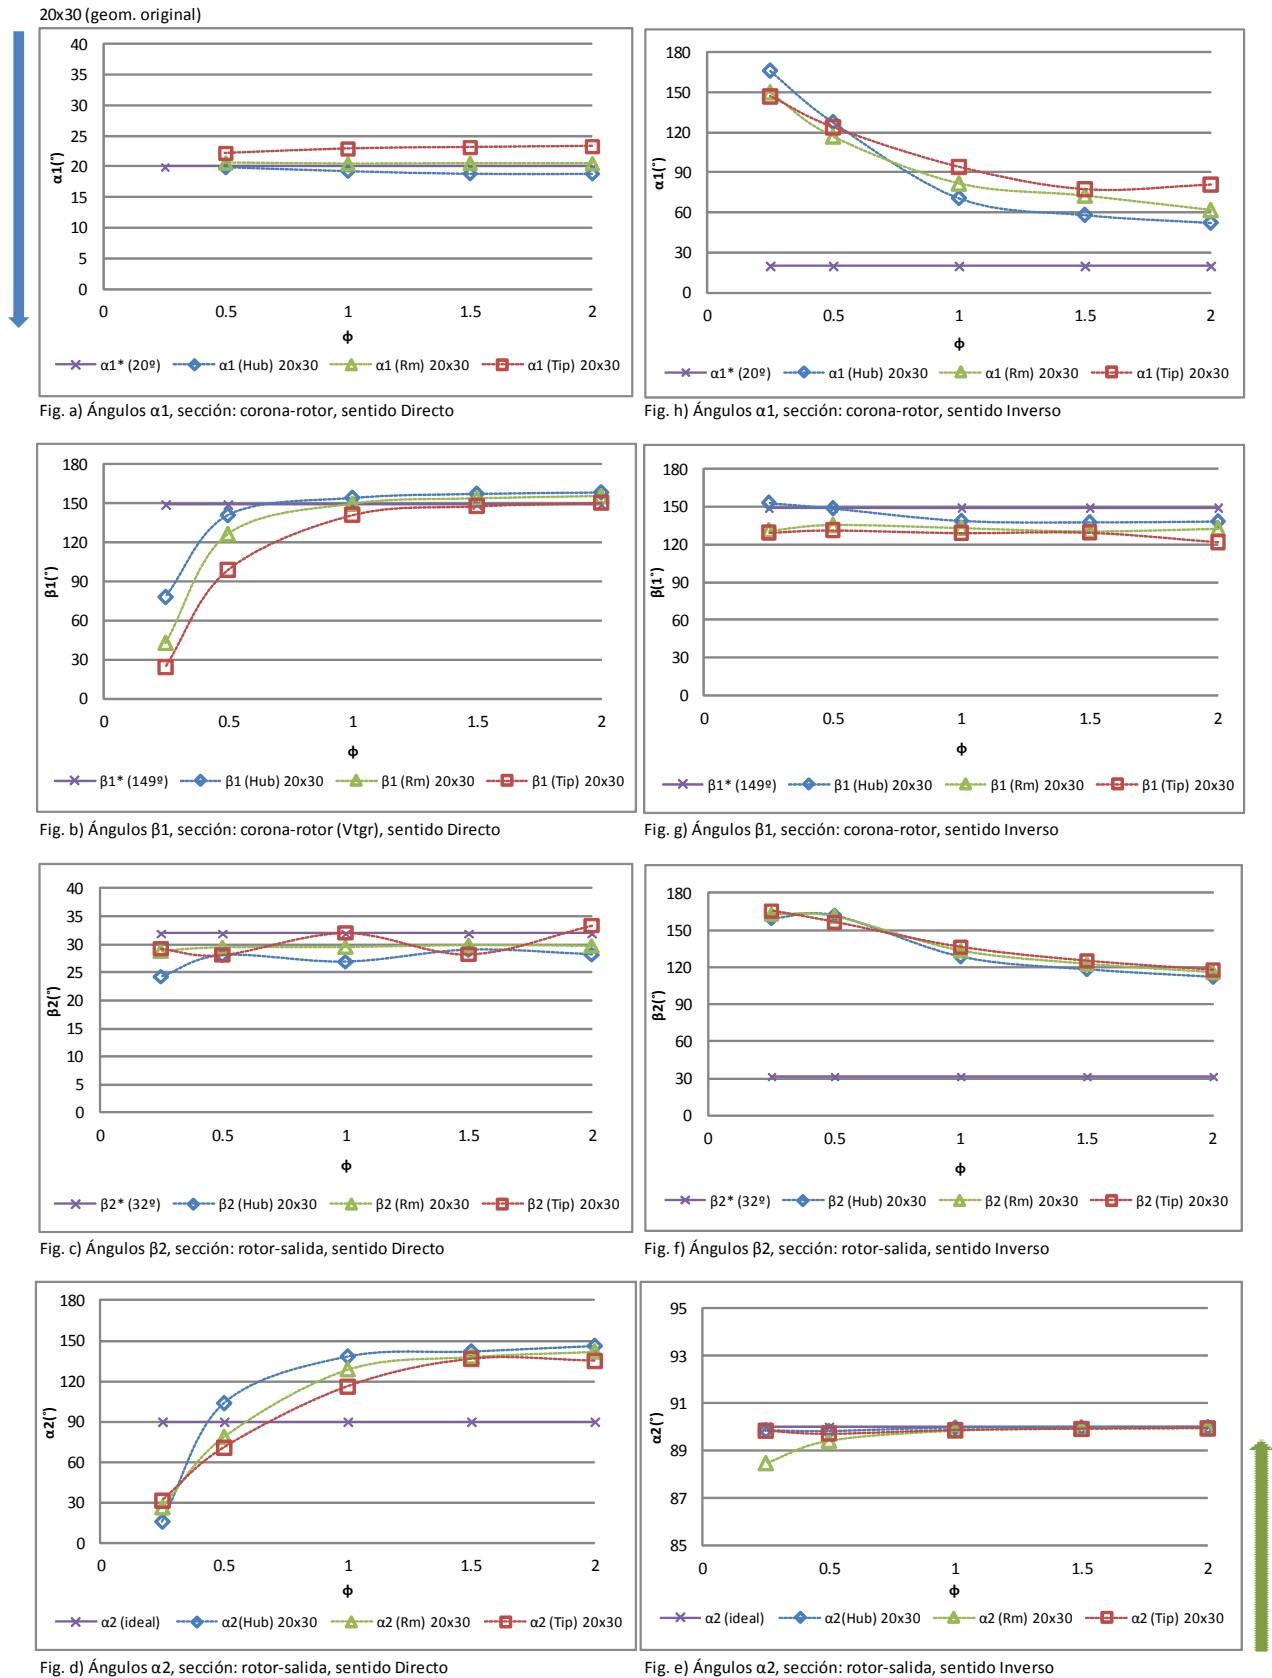 20x30 (geom. original)
40
35
30
25
20
15
10
5
0
α1(°)
0 0.5 1 1.5 2
ϕ
α1* (20º) α1 (Hub) 20x30 α1 (Rm) 20x30 α1 (Tip) 20x30
Fig. a) Ángulos α1, sección: corona-rotor, sentido Directo
180
150
120
90
60
30
0
α1(°)
0 0.5 1 1.5 2
ϕ
α1* (20º) α1 (Hub) 20x30 α1 (Rm) 20x30 α1 (Tip) 20x30
Fig. h) Ángulos α1, sección: corona-rotor, sentido Inverso
180
150
120
90
60
30
0
β1(°)
0 0.5 1 1.5 2
ϕ
β1* (149º) β1 (Hub) 20x30 β1 (Rm) 20x30 β1 (Tip) 20x30
Fig. b) Ángulos β1, sección: corona-rotor (Vtgr), sentido Directo
180
150
120
90
60
30
0
β(1°)
0 0.5 1 1.5 2
ϕ
β1* (149º) β1 (Hub) 20x30 β1 (Rm) 20x30 β1 (Tip) 20x30
Fig. g) Ángulos β1, sección: corona-rotor, sentido Inverso
40
35
30
25
20
15
10
5
0
β2(°)
0 0.5 1 1.5 2
ϕ
β2* (32º) β2 (Hub) 20x30 β2 (Rm) 20x30 β2 (Tip) 20x30
Fig. c) Ángulos β2, sección: rotor-salida, sentido Directo
180
150
120
90
60
30
0
β2(°)
0 0.5 1 1.5 2
ϕ
β2* (32º) β2 (Hub) 20x30 β2 (Rm) 20x30 β2 (Tip) 20x30
Fig. f) Ángulos β2, sección: rotor-salida, sentido Inverso
180
150
120
90
60
30
0
α2(°)
0 0.5 1 1.5 2
ϕ
α2 (ideal) α2(Hub) 20x30 α2 (Rm) 20x30 α2 (Tip) 20x30
Fig. d) Ángulos α2, sección: rotor-salida, sentido Directo
95
93
91
89
87
85
α2(°)
0 0.5 1 1.5 2
ϕ
α2 (ideal) α2(Hub) 20x30 α2 (Rm) 20x30 α2 (Tip) 20x30
Fig. e) Ángulos α2, sección: rotor-salida, sentido Inverso